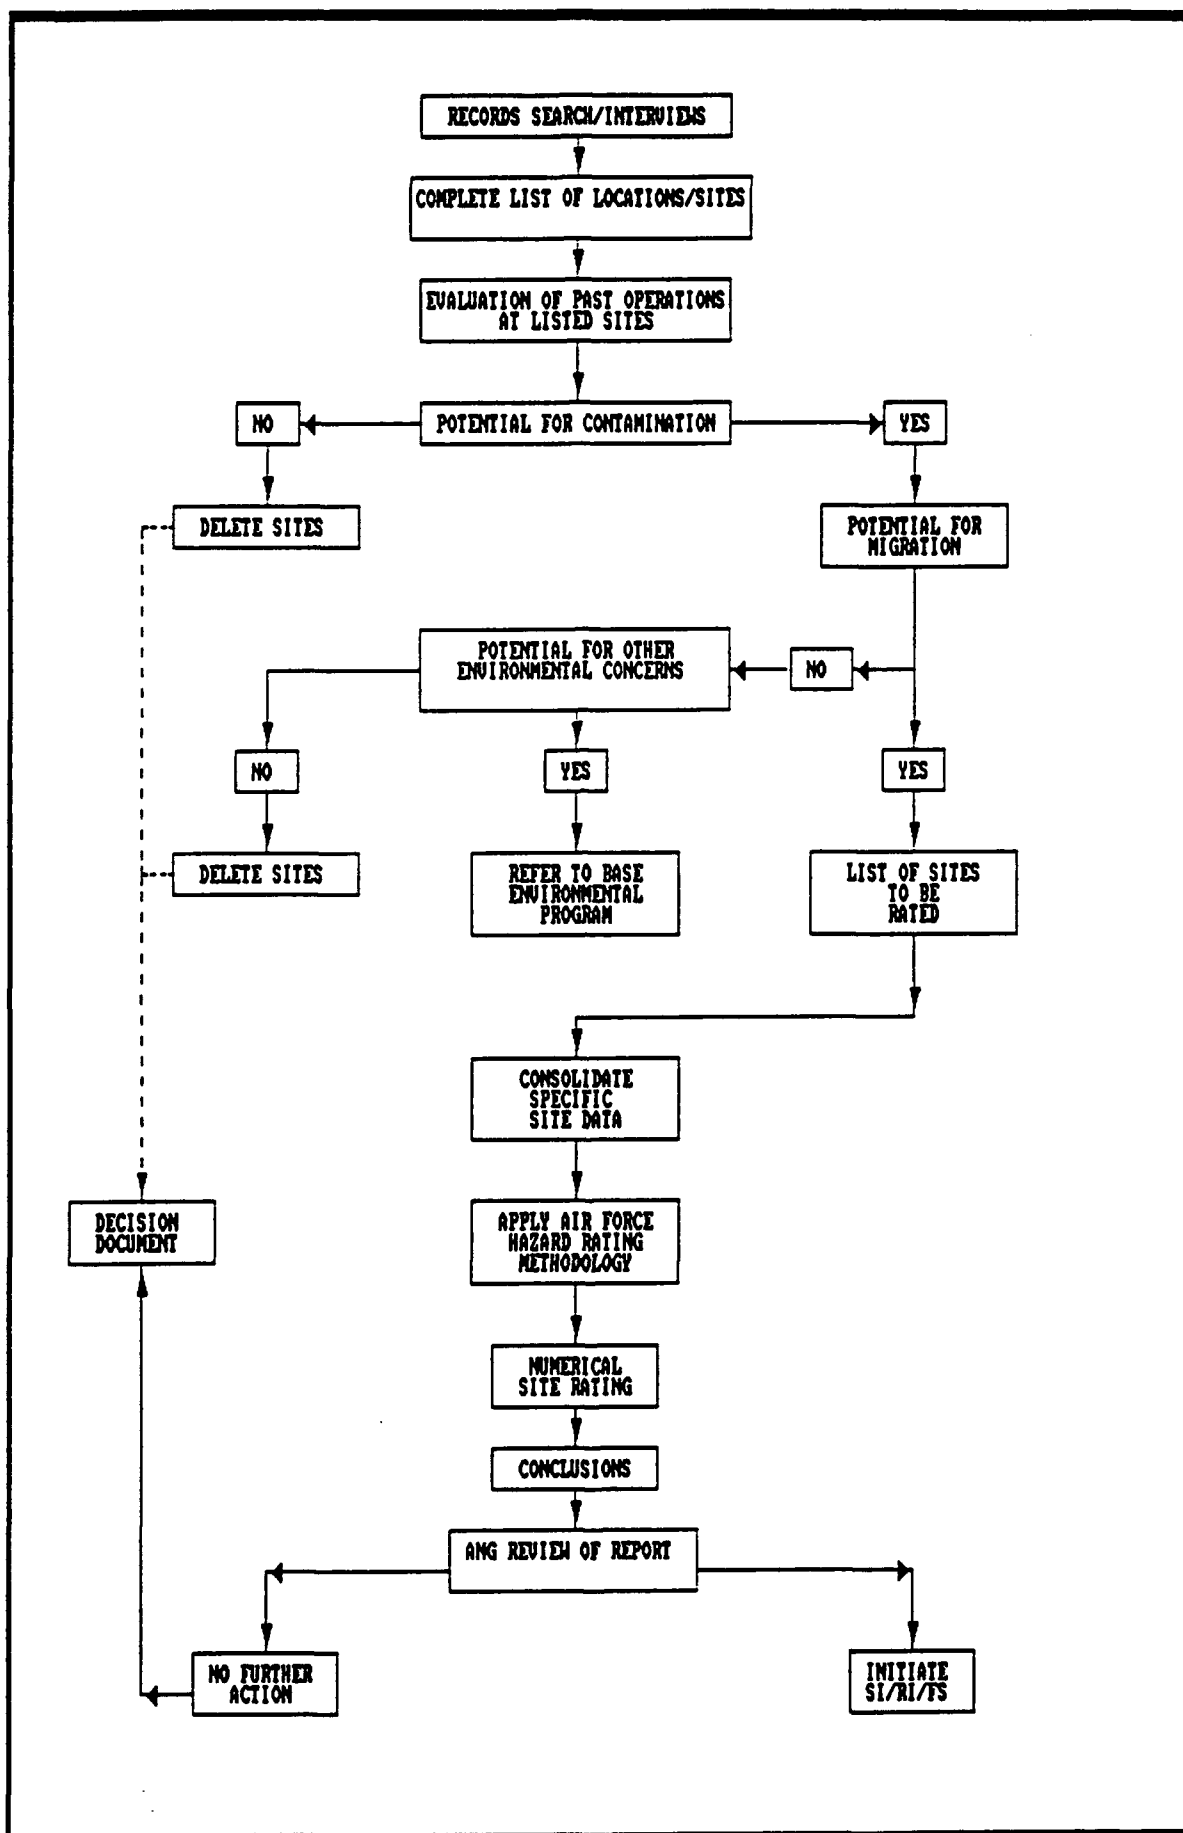 RECORDS SEARCH/INTERVIEWS
COMPLETE LIST OF LOCATIONS/SITES
EVALUATION OF PAST OPERATIONS
AT LISTED SITES
NO
POTENTIAL FOR CONTAMINATION
YES
DELETE SITES
POTENTIAL FOR
MIGRATION
POTENTIAL FOR OTHER
ENVIRONMENTAL CONCERNS
NO
NO
YES
YES
DELETE SITES
REFER TO BASE
ENVIRONMENTAL
PROGRAM
LIST OF SITES
TO BE
RATED
CONSOLIDATE
SPECIFIC
SITE DATA
DECISION
DOCUMENT
APPLY AIR FORCE
HAZARD RATING
METHODOLOGY
NUMERICAL
SITE RATING
CONCLUSIONS
ANG REVIEW OF REPORT
NO FURTHER
ACTION
INITIATE
SI/RI/FS